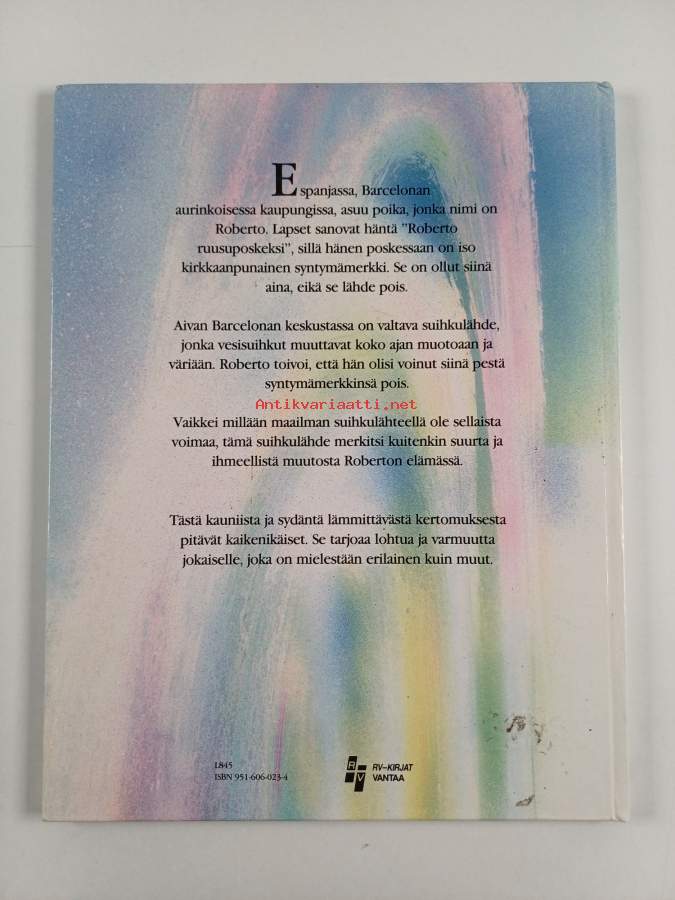 Espanjassa, Barcelonan
aurinkoisessa kaupungissa, asuu poika, jonka nimi on
Roberto. Lapset sanovat häntä "Roberto
ruusuposkeksi", sillä hänen poskessaan on iso
kirkkaanpunainen syntymämerkki. Se on ollut siinä
aina, eikä se lähde pois.
Aivan Barcelonan keskustassa on valtava suihkulähde,
jonka vesisuihkut muuttavat koko ajan muotoaan ja
väriään. Roberto toivoi, että hän olisi voinut siinä pestä
syntymämerkkinsä pois.
Antikvariaatti.net
Vaikkei millään maailman suihkulähteellä ole sellaista
voimaa, tämä suihkulähde merkitsi kuitenkin suurta ja
ihmeellistä muutosta Roberton elämässä.
Tästä kauniista ja sydäntä lämmittävästä kertomuksesta
pitävät kaikenikäiset. Se tarjoaa lohtua ja varmuutta
jokaiselle, joka on mielestään erilainen kuin muut.
L845
ISBN 951-606-023-4
RV
RV-KIRJAT
VANTAA